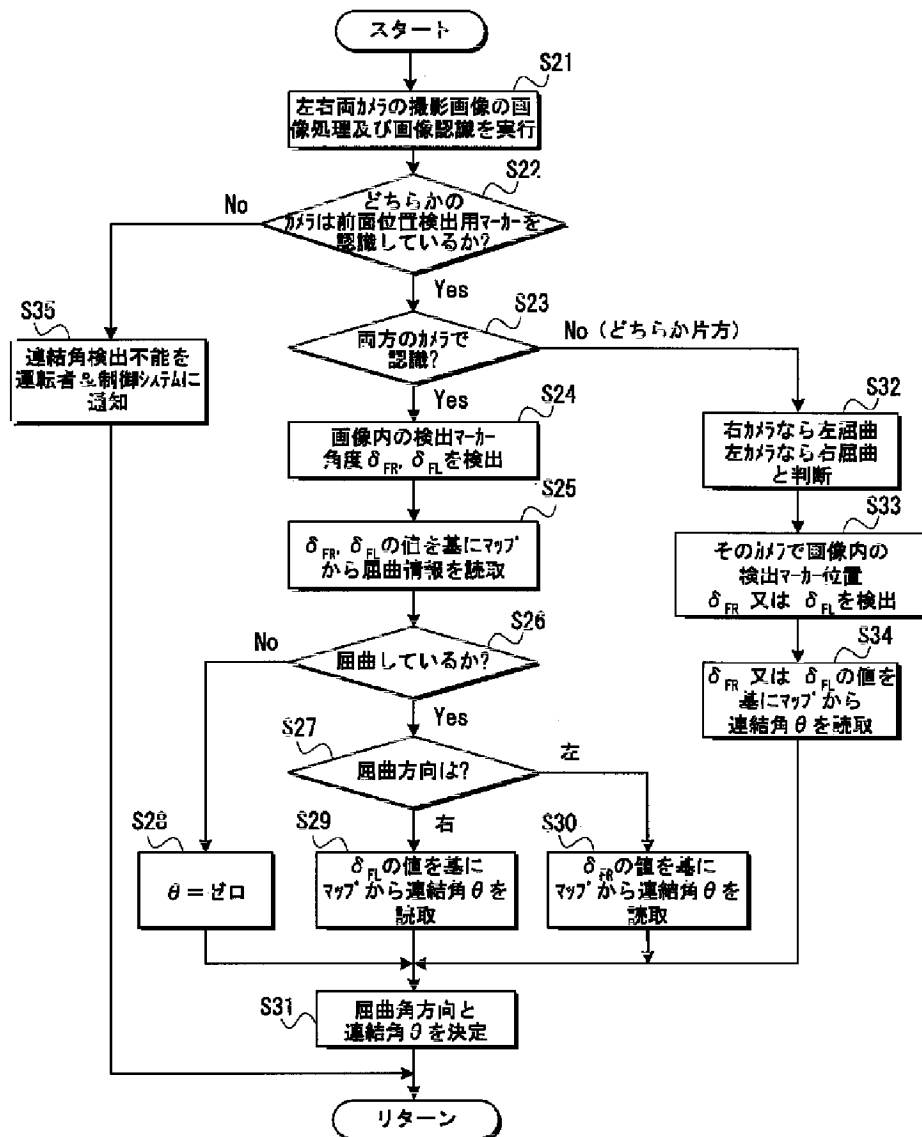 スタート
S21
左右両カメラの撮影画像の画
像処理及び画像認識を実行
S22
どちらかの
カメラは前面位置検出用マーカーを
認識しているか?
No
Yes
S23
両方のカメラで
認識?
No (どちらか片方)
Yes
S35
連結角検出不能を
運転者&制御システムに
通知
S24
画像内の検出マーカー
角度δFR, δFLを検出
S32
右カメラなら左屈曲
左カメラなら右屈曲
と判断
S25
δFR, δFLの値を基にマップ
から屈曲情報を読取
S33
そのカメラで画像内の
検出マーカー位置
δFR 又は δFLを検出
S26
屈曲しているか?
No
Yes
S34
δFR 又は δFLの値を
基にマップから
連結角θを読取
S27
屈曲方向は?
左
右
S28
θ=ゼロ
S29
δFLの値を基に
マップから連結角θを
読取
S30
δFRの値を基に
マップから連結角θを
読取
S31
屈曲角方向と
連結角θを決定
リターン